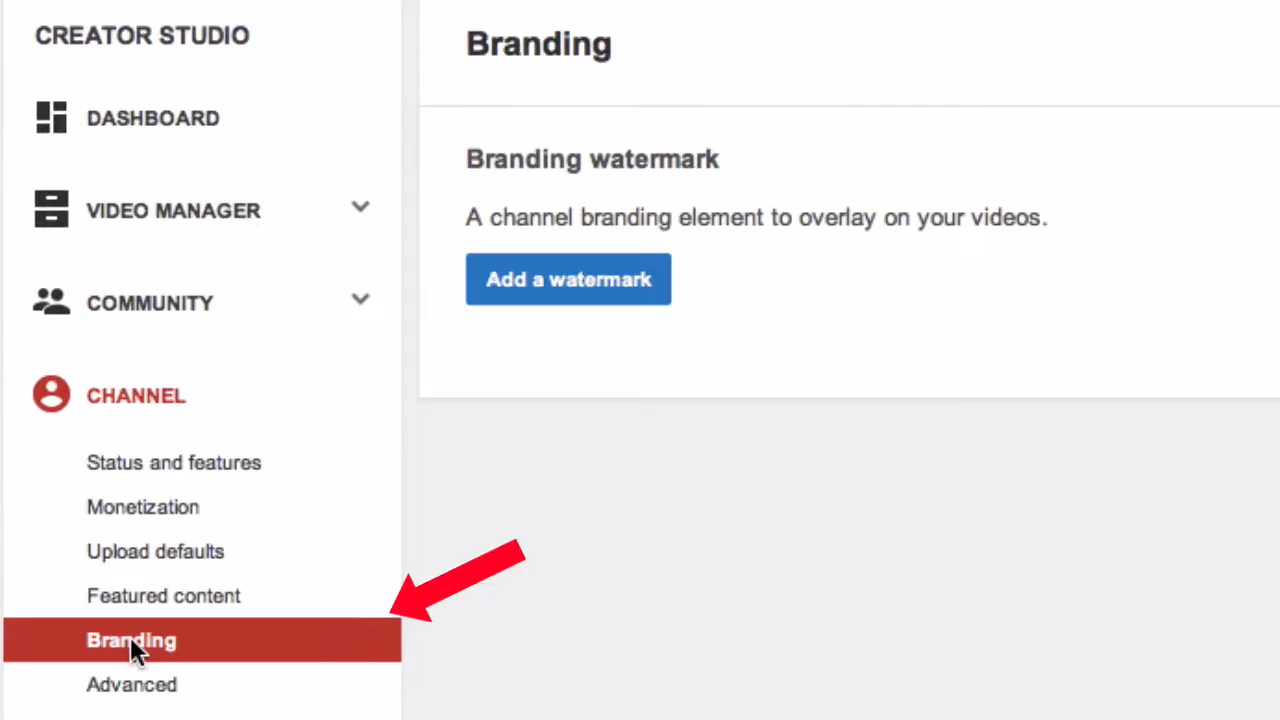 CREATOR STUDIO
DASHBOARD
VIDEO MANAGER
COMMUNITY
CHANNEL
Status and features
Monetization
Upload defaults
Featured content
Branding
Advanced
Branding
Branding watermark
A channel branding element to overlay on your videos.
Add a watermark